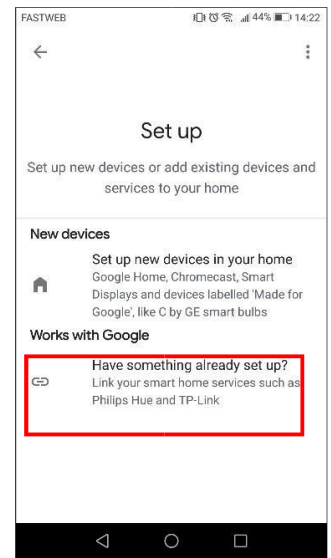 FASTWEB 44% 14:22
Set up
Set up new devices or add existing devices and
services to your home
New devices
Set up new devices in your home
Google Home, Chromecast, Smart
Displays and devices labelled 'Made for
Google', like C by GE smart bulbs
Works with Google
Have something already set up?
Link your smart home services such as
Philips Hue and TP-Link